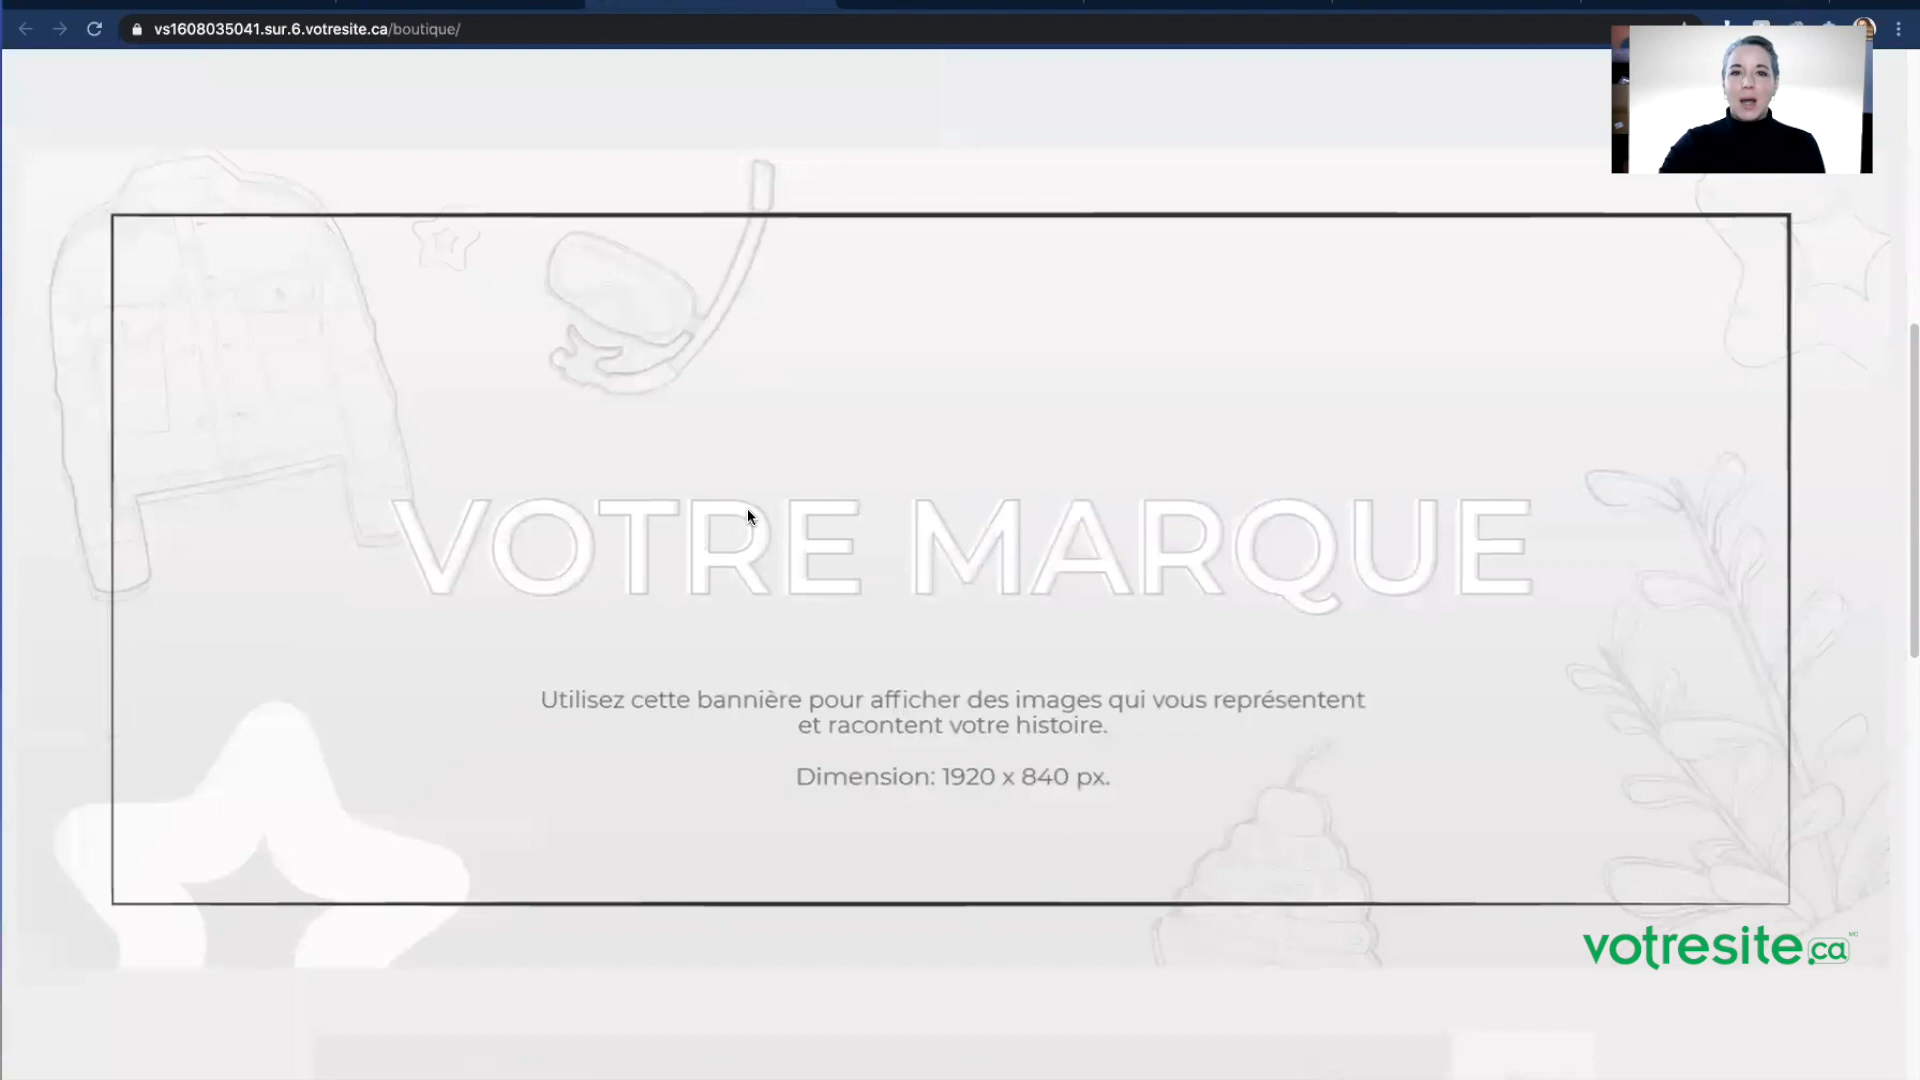 vs1608035041.sur.6.votresite.ca/boutique/
VOTRE MARQUE
Utilisez cette bannière pour afficher des images qui vous représentent
et racontent votre histoire.
Dimension: 1920 x 840 px.
votresite.ca MC